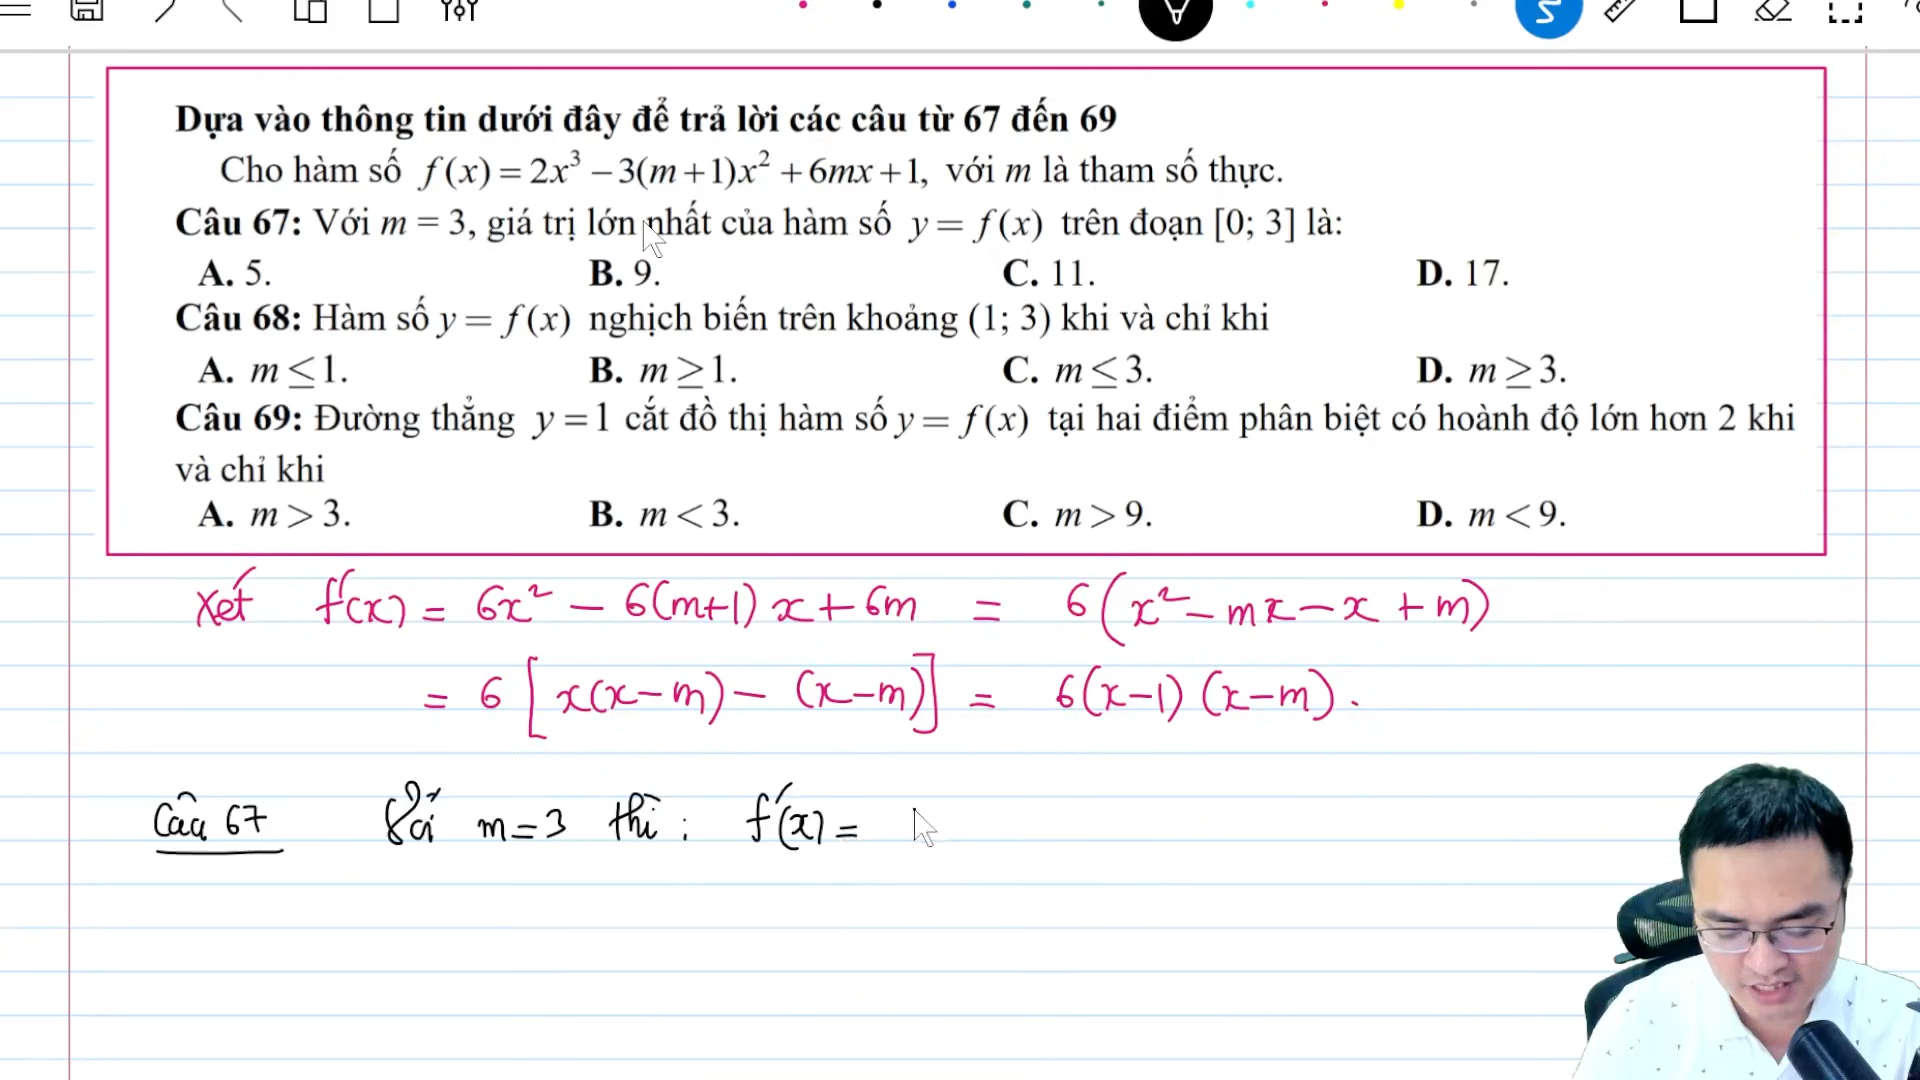 Dựa vào thông tin dưới đây để trả lời các câu từ 67 đến 69
Cho hàm số f(x) = 2x³ − 3(m+1)x² + 6mx + 1, với m là tham số thực.
Câu 67: Với m = 3, giá trị lớn nhất của hàm số y = f(x) trên đoạn [0; 3] là:
A. 5. B. 9. C. 11. D. 17.
Câu 68: Hàm số y = f(x) nghịch biến trên khoảng (1; 3) khi và chỉ khi
A. m ≤ 1. B. m ≥ 1. C. m ≤ 3. D. m ≥ 3.
Câu 69: Đường thẳng y = 1 cắt đồ thị hàm số y = f(x) tại hai điểm phân biệt có hoành độ lớn hơn 2 khi
và chỉ khi
A. m > 3. B. m < 3. C. m > 9. D. m < 9.
Xét f'(x) = 6x² − 6(m+1)x + 6m = 6(x² − mx − x + m)
= 6[x(x−m) − (x−m)] = 6(x−1)(x−m).
Câu 67 Với m=3 thì: f'(x) =